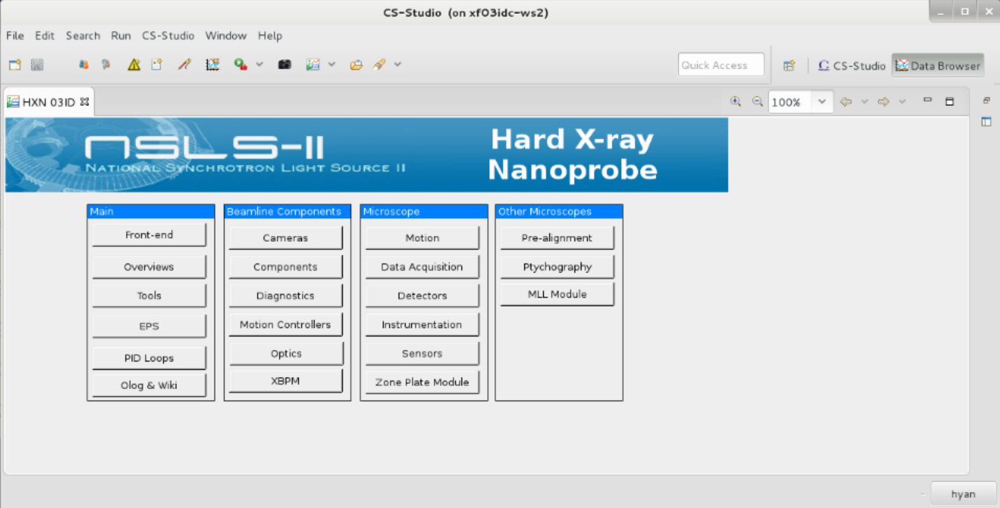 CS-Studio (on xf03idc-ws2)
File Edit Search Run CS-Studio Window Help
Quick Access
CS-Studio
Data Browser
HXN 03ID
100%
NSLS-II
NATIONAL SYNCHROTRON LIGHT SOURCE II
Hard X-ray
Nanoprobe
Main
Front-end
Overviews
Tools
EPS
PID Loops
Olog & Wiki
Beamline Components
Cameras
Components
Diagnostics
Motion Controllers
Optics
XBPM
Microscope
Motion
Data Acquisition
Detectors
Instrumentation
Sensors
Zone Plate Module
Other Microscopes
Pre-alignment
Ptychography
MLL Module
hyan